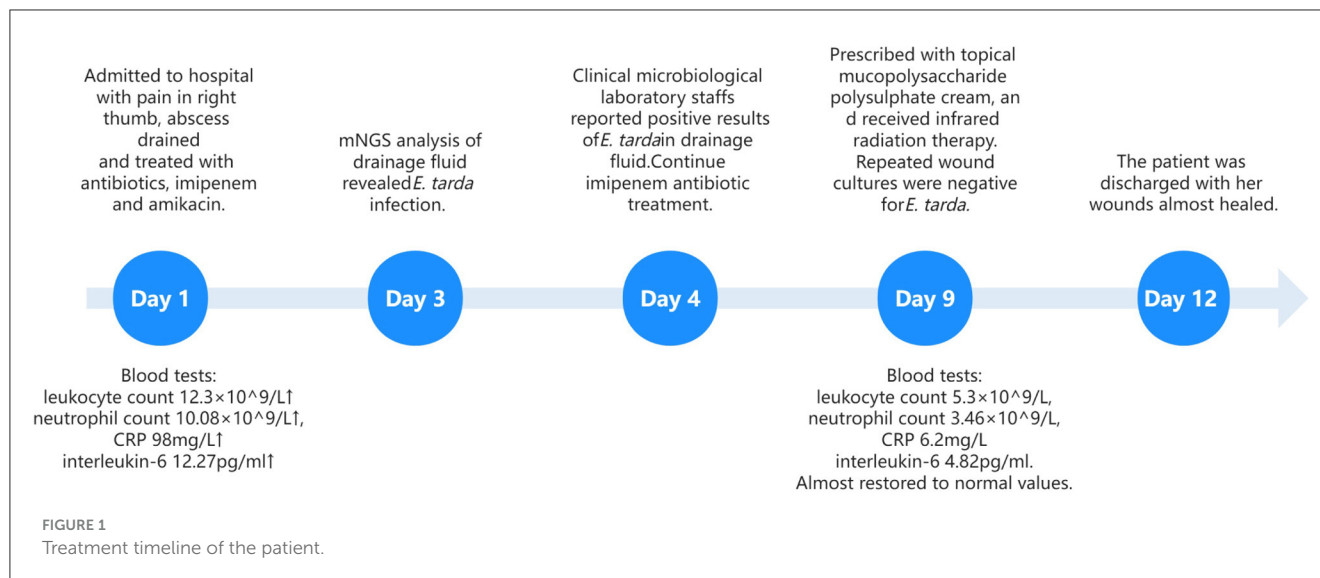 Admitted to hospital
with pain in right
thumb, abscess
drained
and treated with
antibiotics, imipenem
and amikacin.
mNGS analysis of
drainage fluid
revealedE. tarda
infection.
Clinical microbiological
laboratory staffs
reported positive results
ofE. tardain drainage
fluid.Continue
imipenem antibiotic
treatment.
Prescribed with topical
mucopolysaccharide
polysulphate cream, an
d received infrared
radiation therapy.
Repeated wound
cultures were negative
forE. tarda.
The patient was
discharged with her
wounds almost healed.
Day 1
Day 3
Day 4
Day 9
Day 12
Blood tests:
leukocyte count 12.3×10^9/L↑
neutrophil count 10.08×10^9/L↑,
CRP 98mg/L↑
interleukin-6 12.27pg/ml↑
Blood tests:
leukocyte count 5.3×10^9/L,
neutrophil count 3.46×10^9/L,
CRP 6.2mg/L
interleukin-6 4.82pg/ml.
Almost restored to normal values.
FIGURE 1
Treatment timeline of the patient.